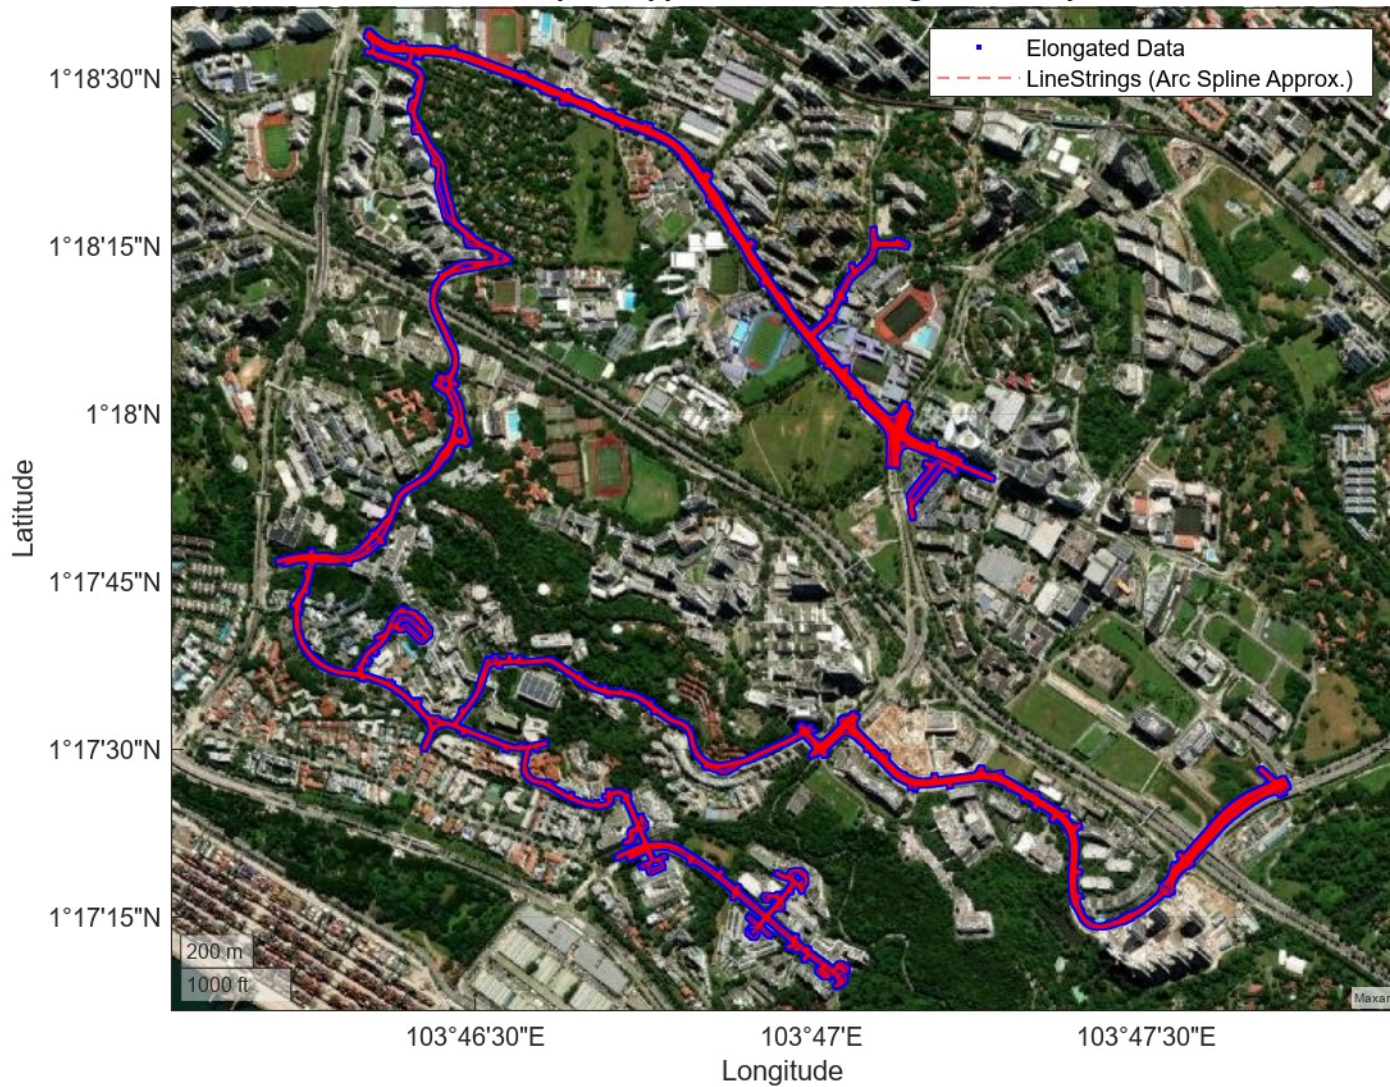 Elongated Data
LineStrings (Arc Spline Approx.)
1°18'30"N
1°18'15"N
1°18'N
1°17'45"N
1°17'30"N
1°17'15"N
Latitude
200 m
1000 ft
Maxar
103°46'30"E
103°47'E
103°47'30"E
Longitude